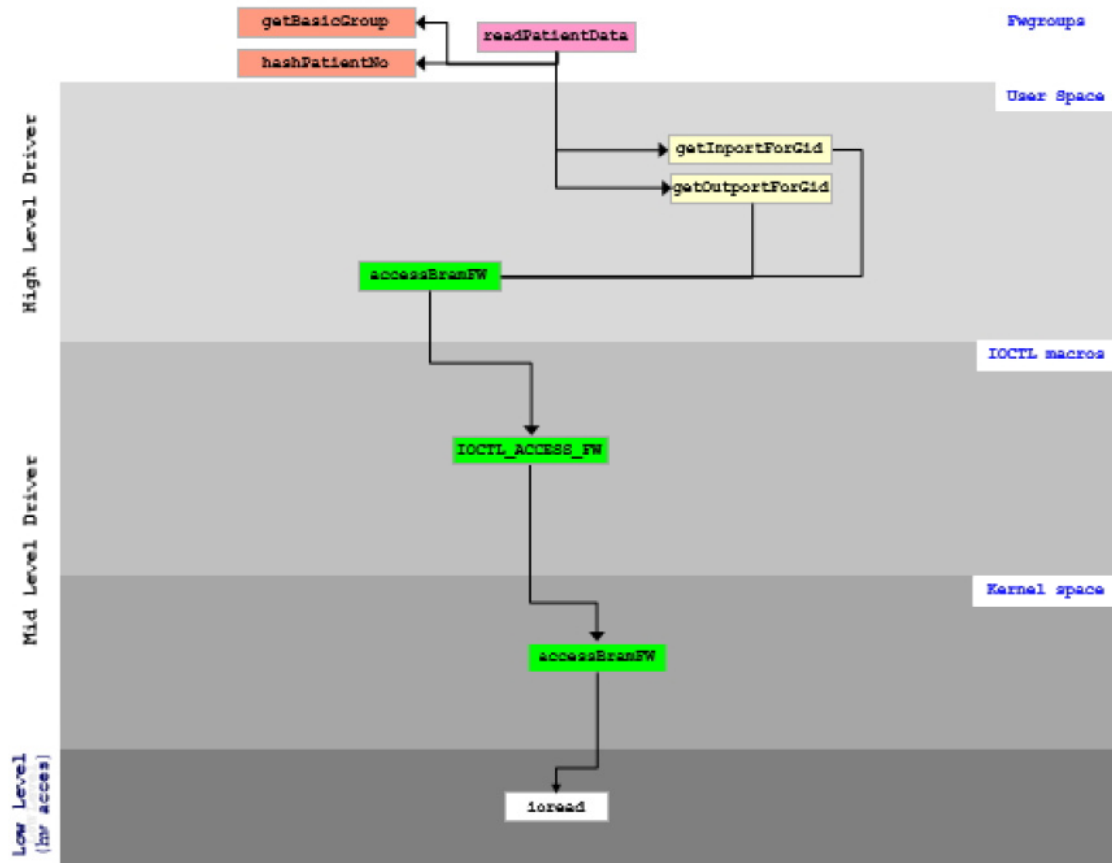 getBasicGroup
readPatientData
Fwgroups
hashPatientNo
User Space
High Level Driver
getInportForGid
getOutportForGid
accessBramFW
IOCTL macros
IOCTL_ACCESS_FW
Mid Level Driver
Kernel space
accessBramFW
Low Level
(hw acces)
ioread